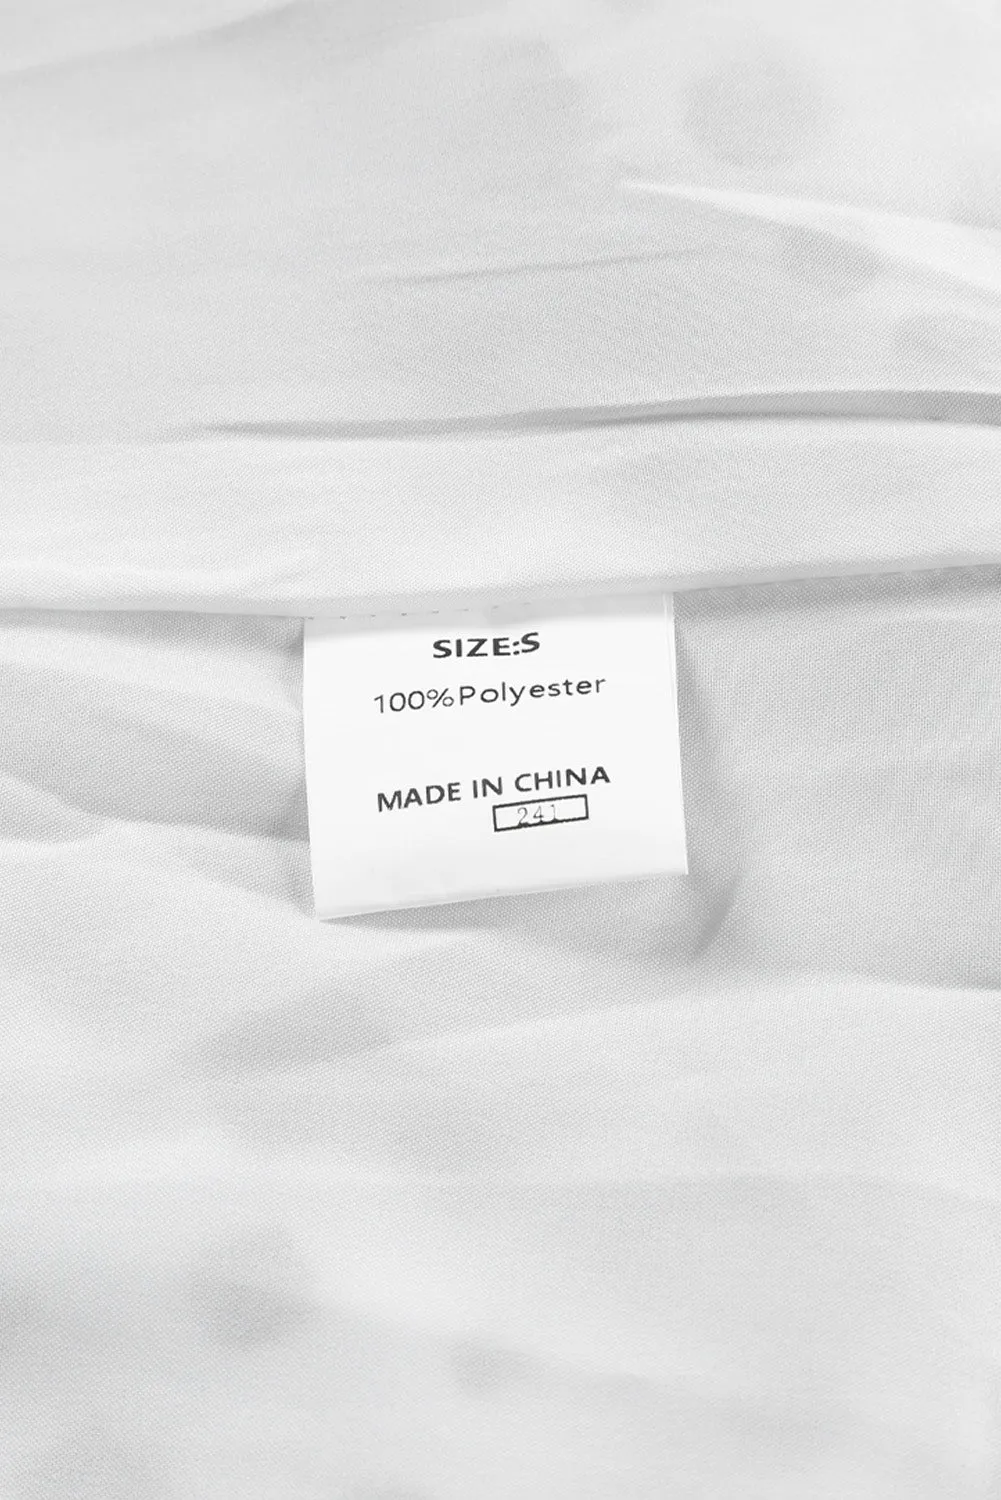 SIZE:S
100%Polyester
MADE IN CHINA
241